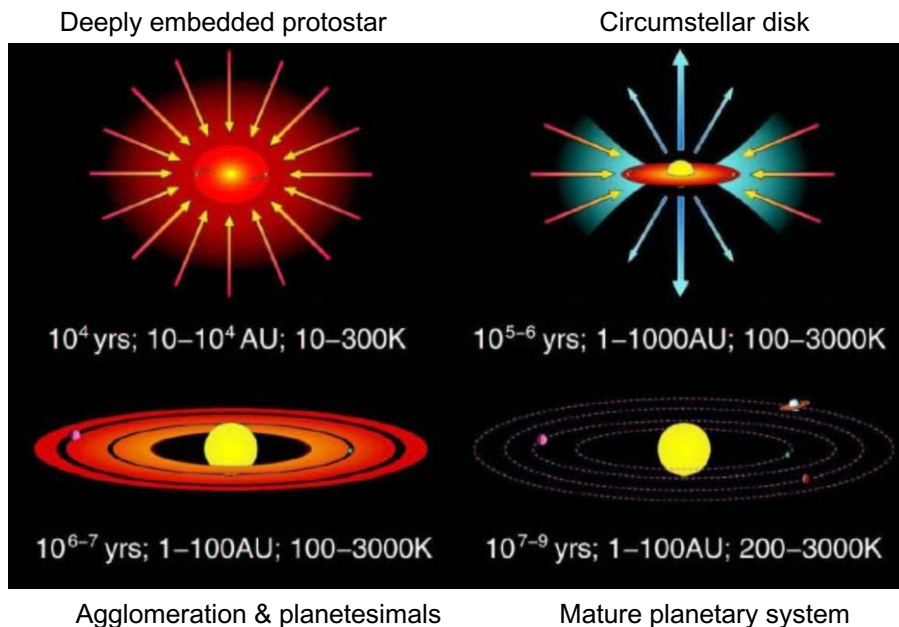 Deeply embedded protostar
Circumstellar disk
10⁴ yrs; 10–10⁴ AU; 10–300K
10⁵⁻⁶ yrs; 1–1000AU; 100–3000K
10⁶⁻⁷ yrs; 1–100AU; 100–3000K
10⁷⁻⁹ yrs; 1–100AU; 200–3000K
Agglomeration & planetesimals
Mature planetary system